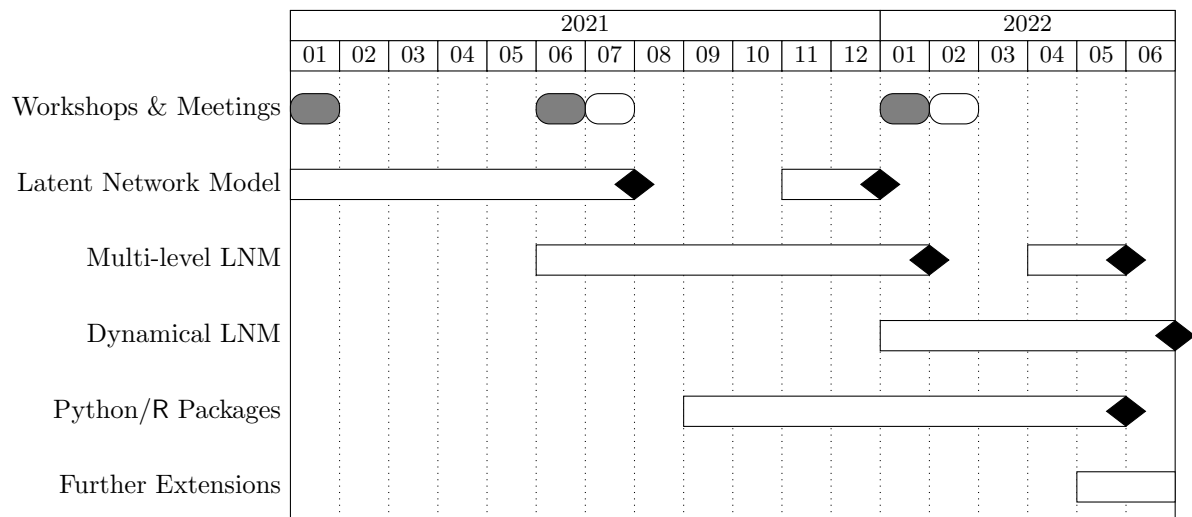 2021 2022
01 02 03 04 05 06 07 08 09 10 11 12 01 02 03 04 05 06
Workshops & Meetings
Latent Network Model
Multi-level LNM
Dynamical LNM
Python/R Packages
Further Extensions